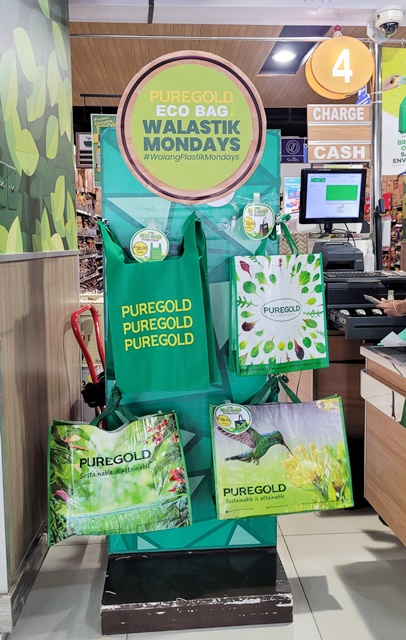 PUREGOLD
ECO BAG
WALASTIK
MONDAYS
#WalangPlastikMondays
4
CHARGE
CASH
PUREGOLD
PUREGOLD
PUREGOLD
PUREGOLD
PUREGOLD
Sustainable is attainable
PUREGOLD
Sustainable is attainable